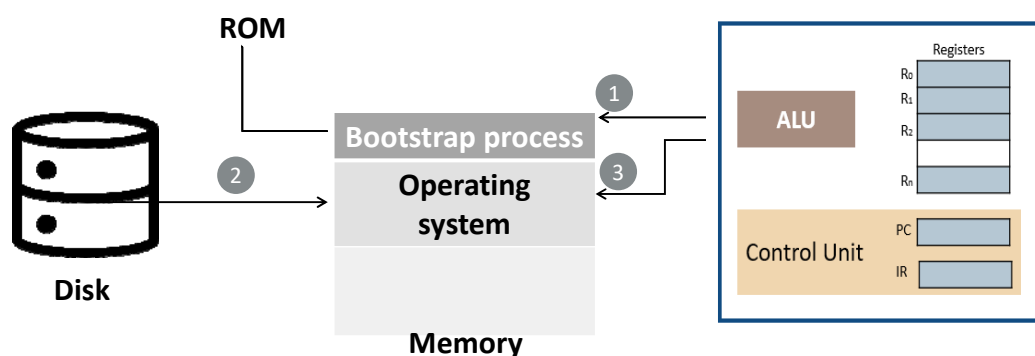 ROM
Registers
1
R0
R1
ALU
Bootstrap process
R2
2
Operating
system
3
Rn
PC
Control Unit
IR
Disk
Memory